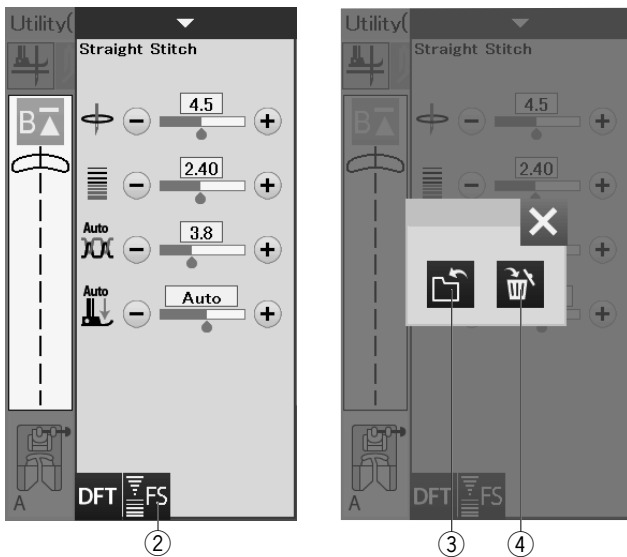 Utility(
Straight Stitch
B
4.5
2.40
Auto
3.8
Auto
Auto
A
DFT
FS
2
Utility(
Straight Stitch
B
4.5
2.40
A
DFT
FS
3
4